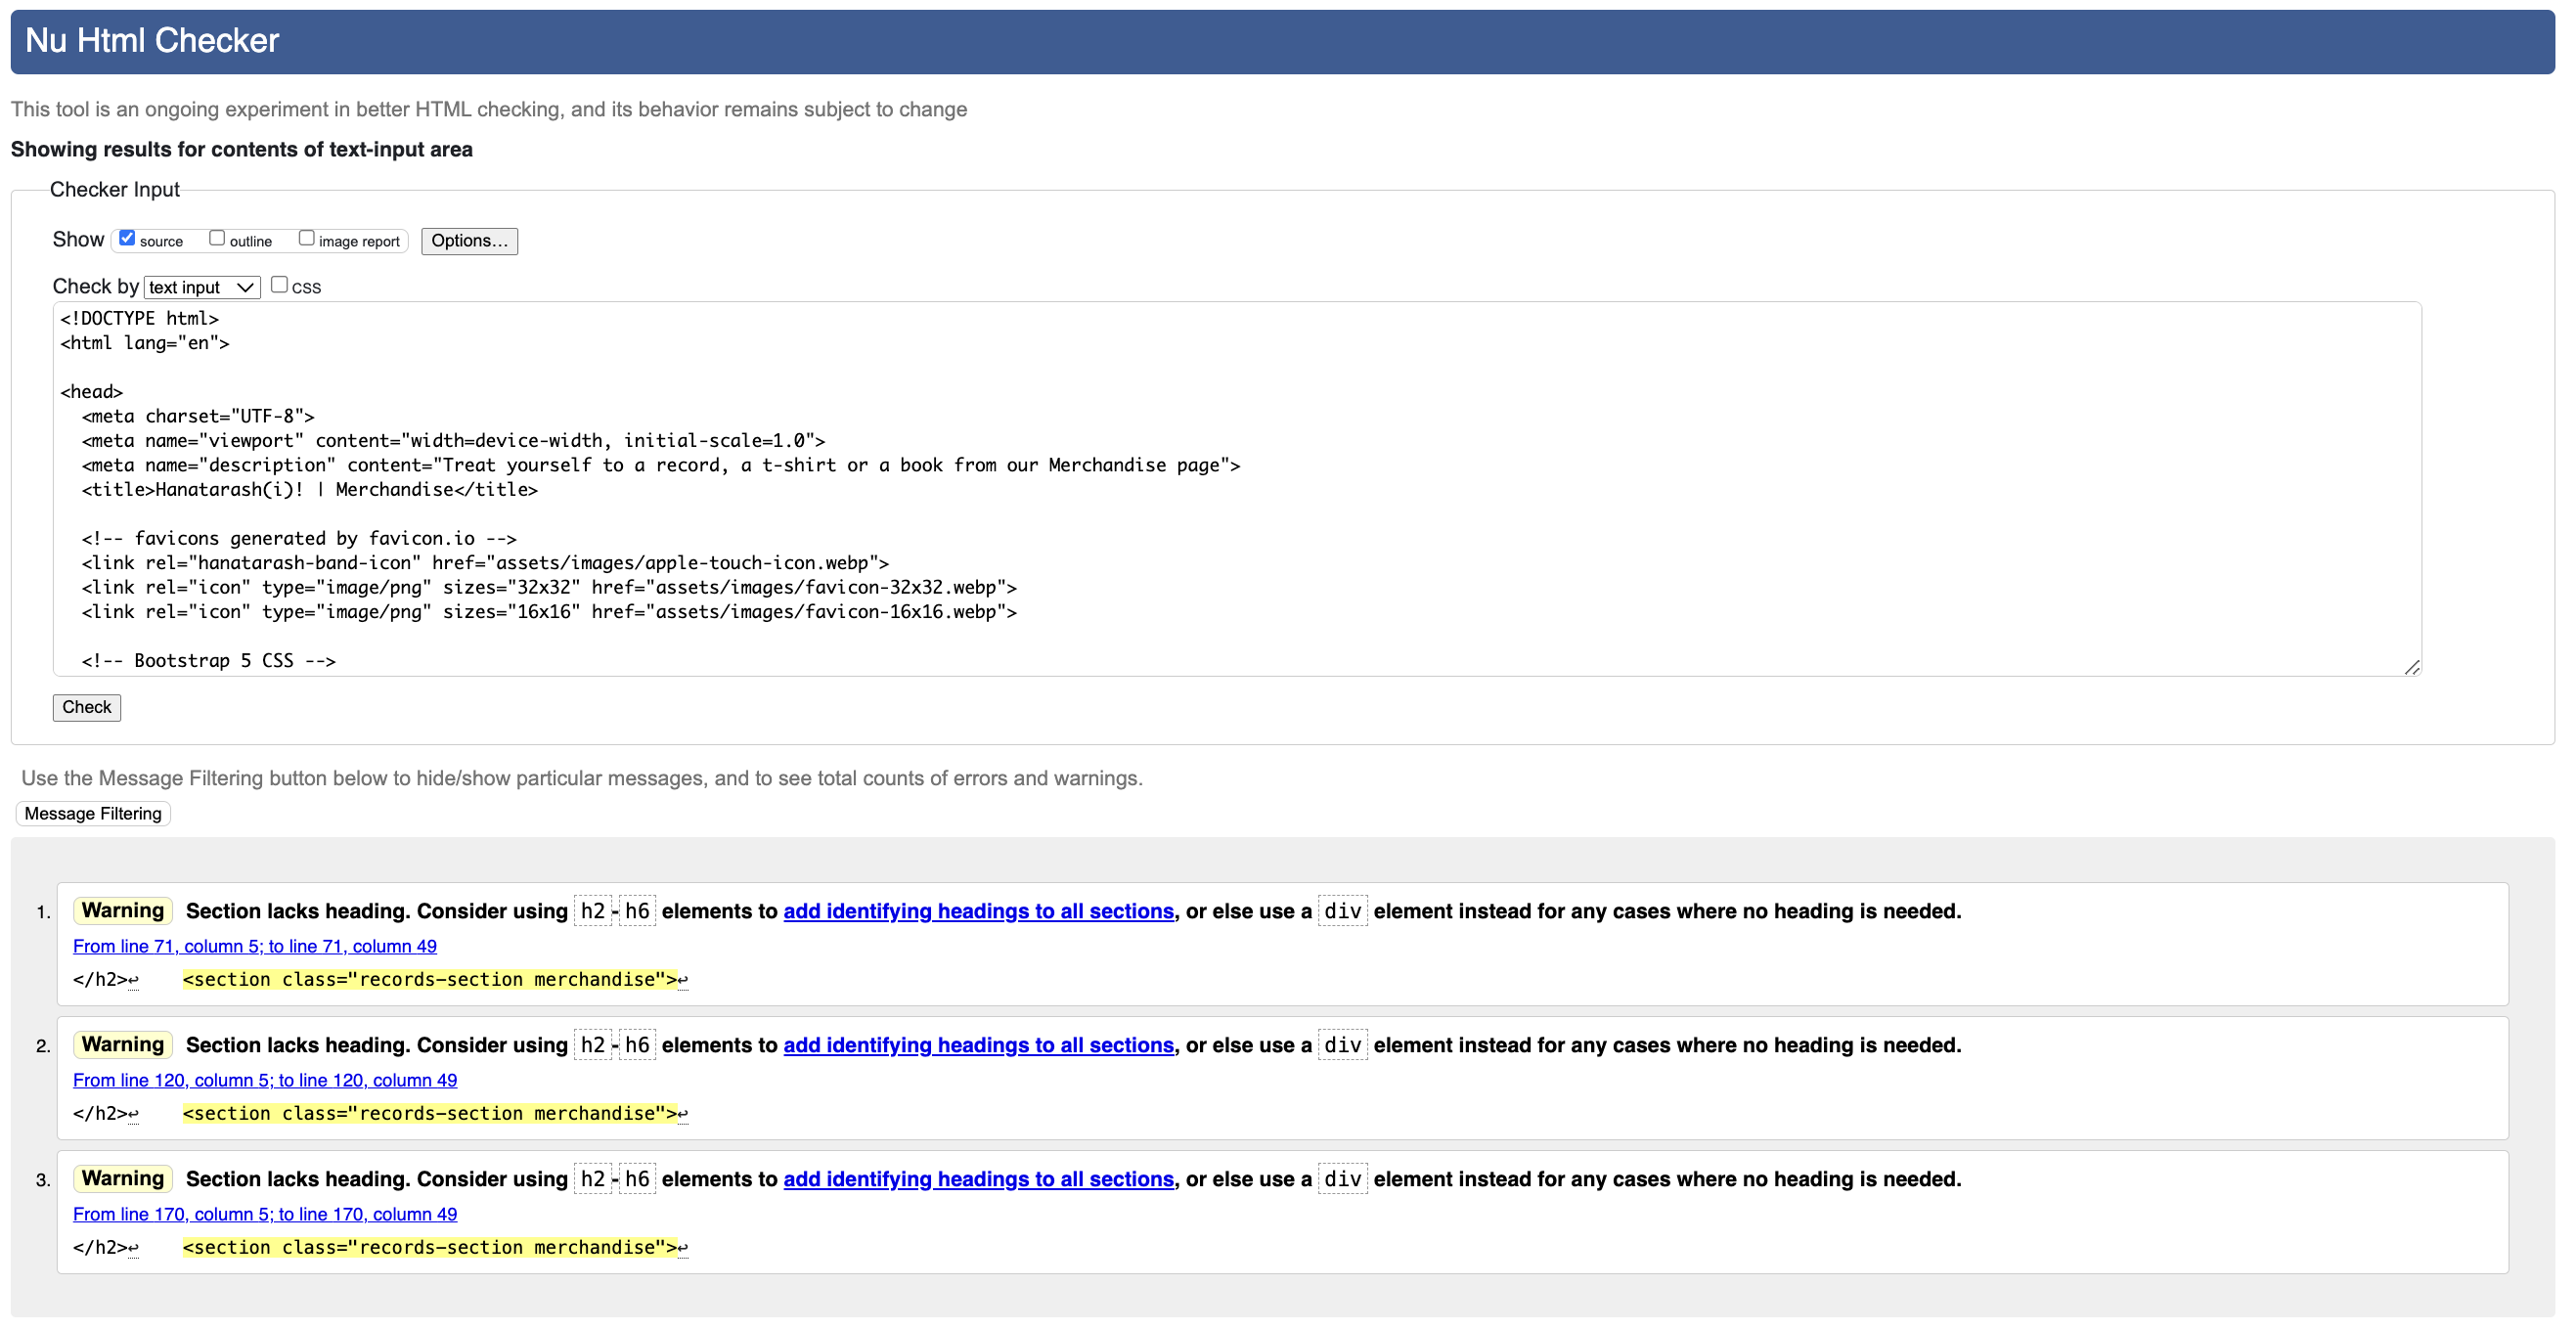 Nu Html Checker
This tool is an ongoing experiment in better HTML checking, and its behavior remains subject to change
Showing results for contents of text-input area
Checker Input
Show source outline image report Options...
Check by text input css
<!DOCTYPE html>
<html lang="en">
<head>
<meta charset="UTF-8">
<meta name="viewport" content="width=device-width, initial-scale=1.0">
<meta name="description" content="Treat yourself to a record, a t-shirt or a book from our Merchandise page">
<title>Hanatarash(i)! | Merchandise</title>
<!-- favicons generated by favicon.io -->
<link rel="hanatarash-band-icon" href="assets/images/apple-touch-icon.webp">
<link rel="icon" type="image/png" sizes="32x32" href="assets/images/favicon-32x32.webp">
<link rel="icon" type="image/png" sizes="16x16" href="assets/images/favicon-16x16.webp">
<!-- Bootstrap 5 CSS -->
Check
Use the Message Filtering button below to hide/show particular messages, and to see total counts of errors and warnings.
Message Filtering
1. Warning Section lacks heading. Consider using h2-h6 elements to add identifying headings to all sections, or else use a div element instead for any cases where no heading is needed.
From line 71, column 5; to line 71, column 49
</h2>↩ <section class="records-section merchandise">↩
2. Warning Section lacks heading. Consider using h2-h6 elements to add identifying headings to all sections, or else use a div element instead for any cases where no heading is needed.
From line 120, column 5; to line 120, column 49
</h2>↩ <section class="records-section merchandise">↩
3. Warning Section lacks heading. Consider using h2-h6 elements to add identifying headings to all sections, or else use a div element instead for any cases where no heading is needed.
From line 170, column 5; to line 170, column 49
</h2>↩ <section class="records-section merchandise">↩